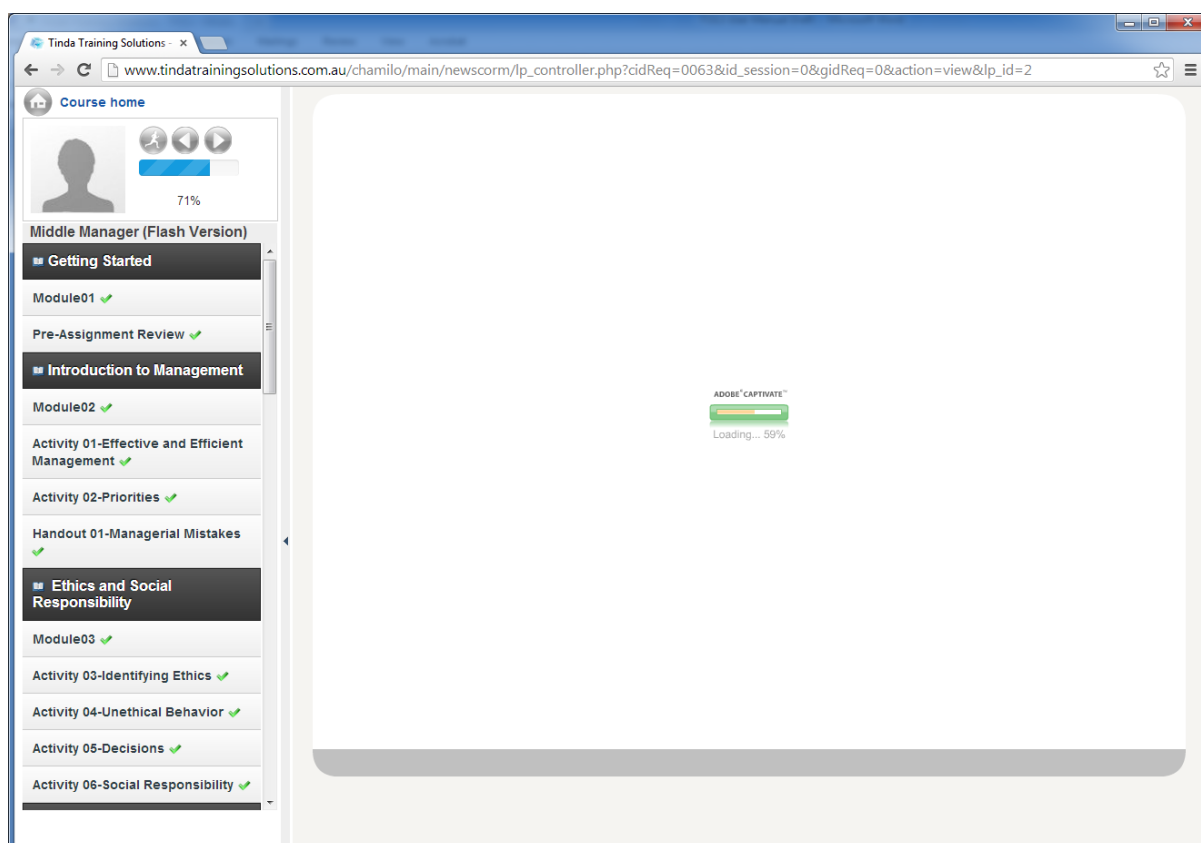 Tinda Training Solutions -
www.tindatrainingsolutions.com.au/chamilo/main/newscorm/lp_controller.php?cidReq=0063&id_session=0&gidReq=0&action=view&lp_id=2
Course home
71%
Middle Manager (Flash Version)
Getting Started
Module01
Pre-Assignment Review
Introduction to Management
Module02
Activity 01-Effective and Efficient
Management
Activity 02-Priorities
Handout 01-Managerial Mistakes
Ethics and Social
Responsibility
Module03
Activity 03-Identifying Ethics
Activity 04-Unethical Behavior
Activity 05-Decisions
Activity 06-Social Responsibility
ADOBE® CAPTIVATE™
Loading... 59%